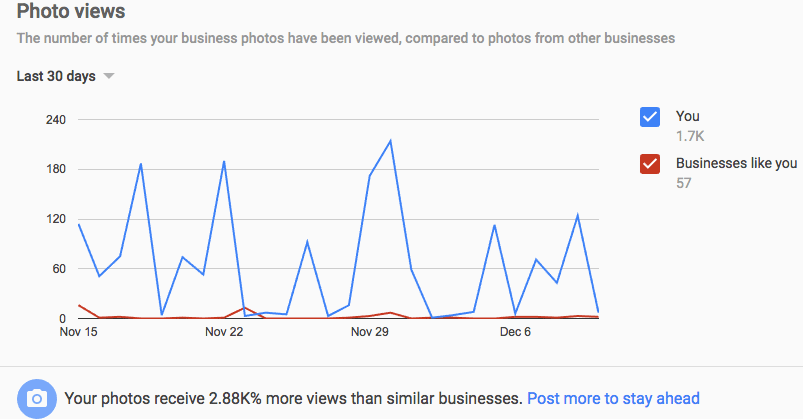 Photo views
The number of times your business photos have been viewed, compared to photos from other businesses
Last 30 days
240
180
120
60
0
Nov 15
Nov 22
Nov 29
Dec 6
You
1.7K
Businesses like you
57
Your photos receive 2.88K% more views than similar businesses. Post more to stay ahead